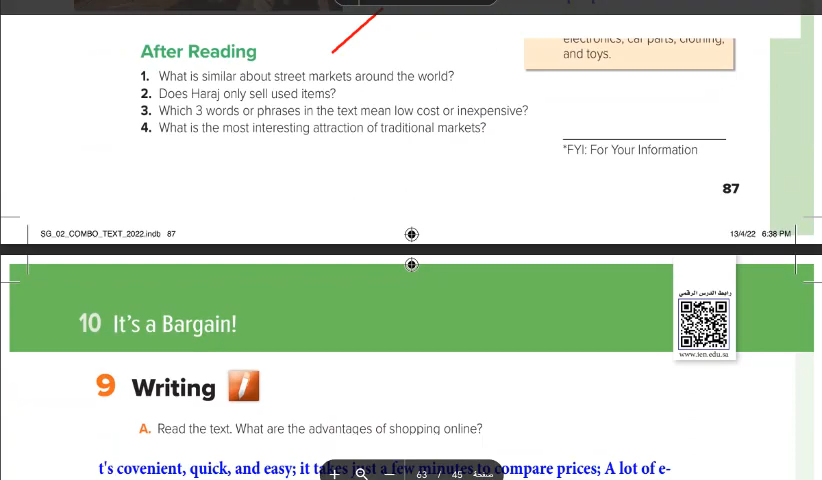 After Reading
1. What is similar about street markets around the world?
2. Does Haraj only sell used items?
3. Which 3 words or phrases in the text mean low cost or inexpensive?
4. What is the most interesting attraction of traditional markets?
electronics, car parts, clothing,
and toys.
*FYI: For Your Information
87
SG_02_COMBO_TEXT_2022.indb 87
13/4/22 6:38 PM
10 It's a Bargain!
رابط الدرس الرقمي
www.ien.edu.sa
9 Writing
A. Read the text. What are the advantages of shopping online?
t's covenient, quick, and easy; it takes just a few minutes to compare prices; A lot of e-
63 / 45 صفحة